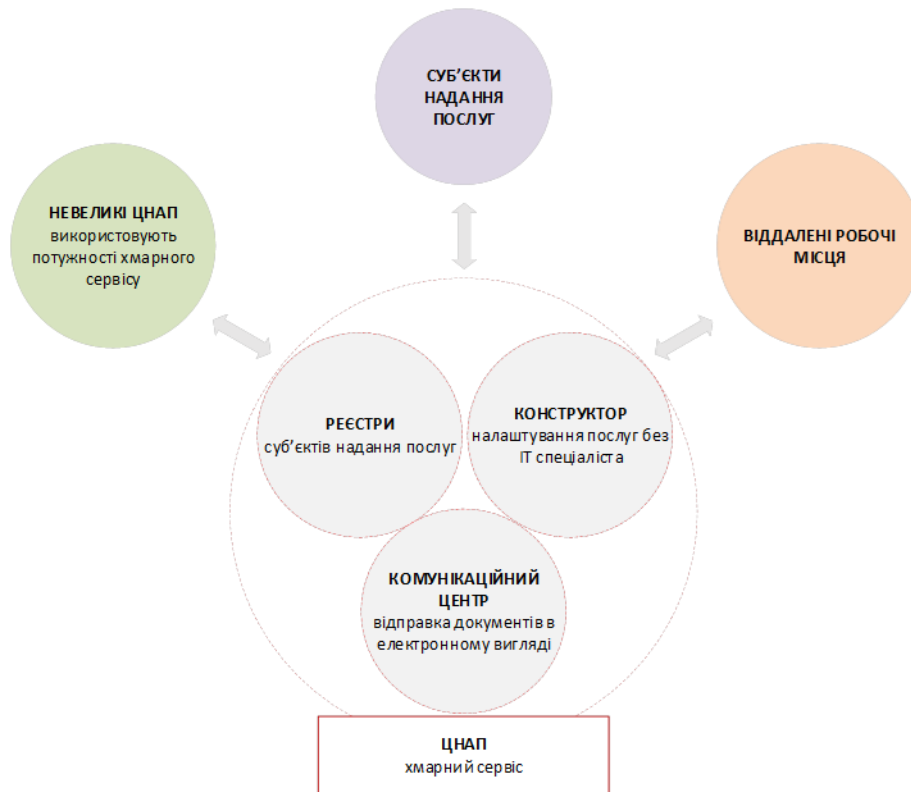 СУБ’ЄКТИ
НАДАННЯ
ПОСЛУГ
НЕВЕЛИКІ ЦНАП
використовують
потужності хмарного
сервісу
ВІДДАЛЕНІ РОБОЧІ
МІСЦЯ
РЕЄСТРИ
суб’єктів надання послуг
КОНСТРУКТОР
налаштування послуг без
ІТ спеціаліста
КОМУНІКАЦІЙНИЙ
ЦЕНТР
відправка документів в
електронному вигляді
ЦНАП
хмарний сервіс